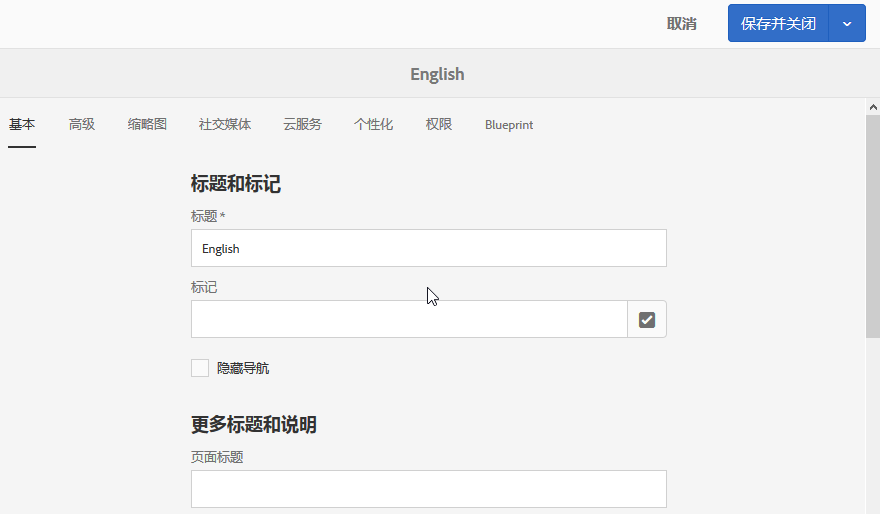 取消 保存并关闭
English
基本 高级 缩略图 社交媒体 云服务 个性化 权限 Blueprint
标题和标记
标题 *
English
标记
隐藏导航
更多标题和说明
页面标题